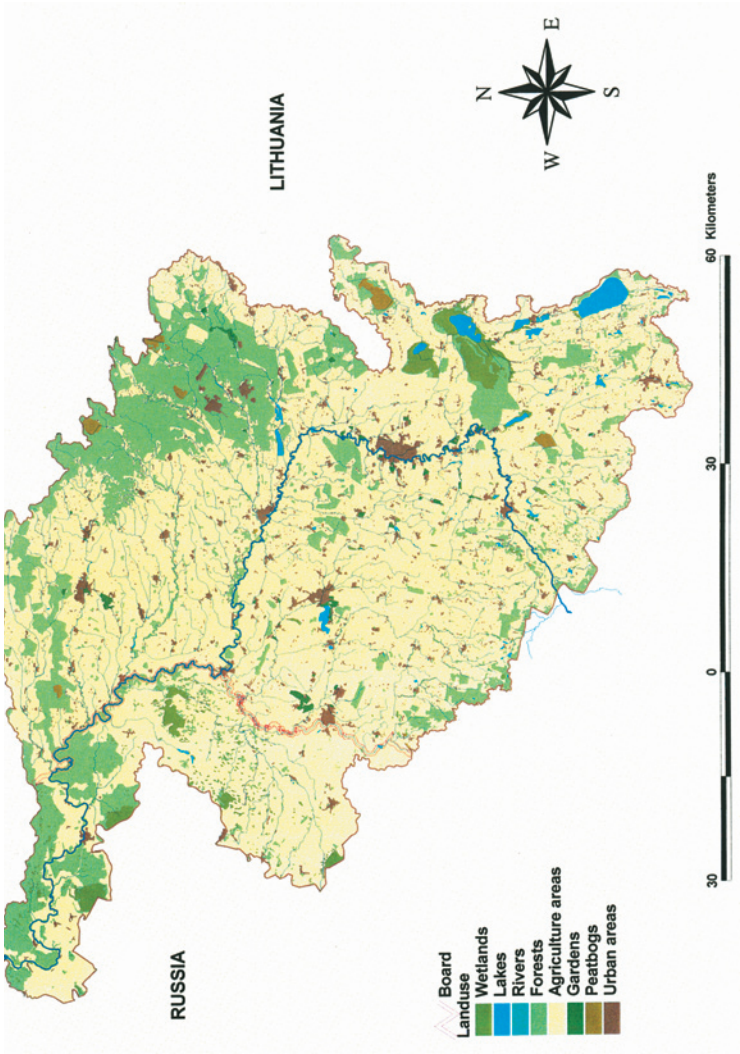 N
W
E
S
LITHUANIA
RUSSIA
Board
Landuse
Wetlands
Lakes
Rivers
Forests
Agriculture areas
Gardens
Peatbogs
Urban areas
30
0
30
60 Kilometers